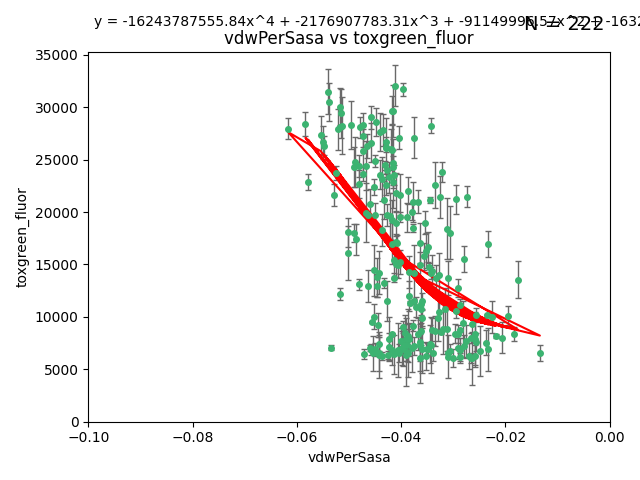 y = -16243787555.84x^4 + -2176907783.31x^3 + -91149996.57x^2 + -1632
N = 222
vdwPerSasa vs toxgreen_fluor
35000
30000
25000
20000
15000
10000
5000
0
toxgreen_fluor
−0.10
−0.08
−0.06
−0.04
−0.02
0.00
vdwPerSasa